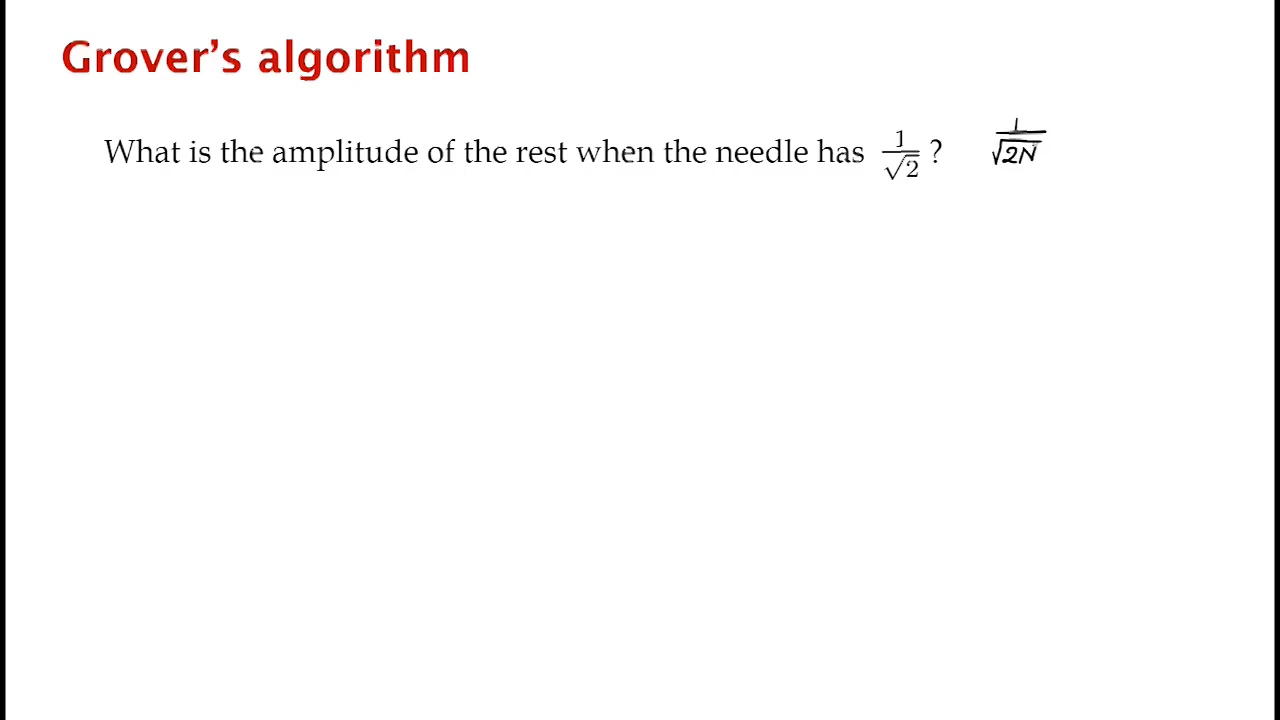 Grover's algorithm
What is the amplitude of the rest when the needle has 1/√2 ? 1/√2N